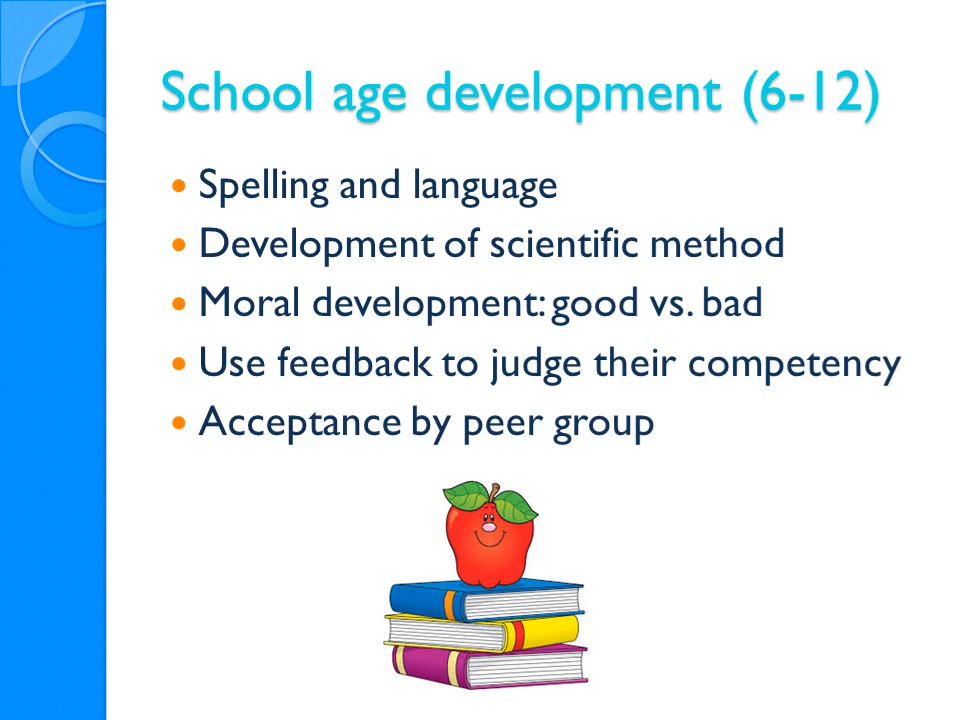 School age development (6-12)
Spelling and language
Development of scientific method
Moral development: good vs. bad
Use feedback to judge their competency
Acceptance by peer group